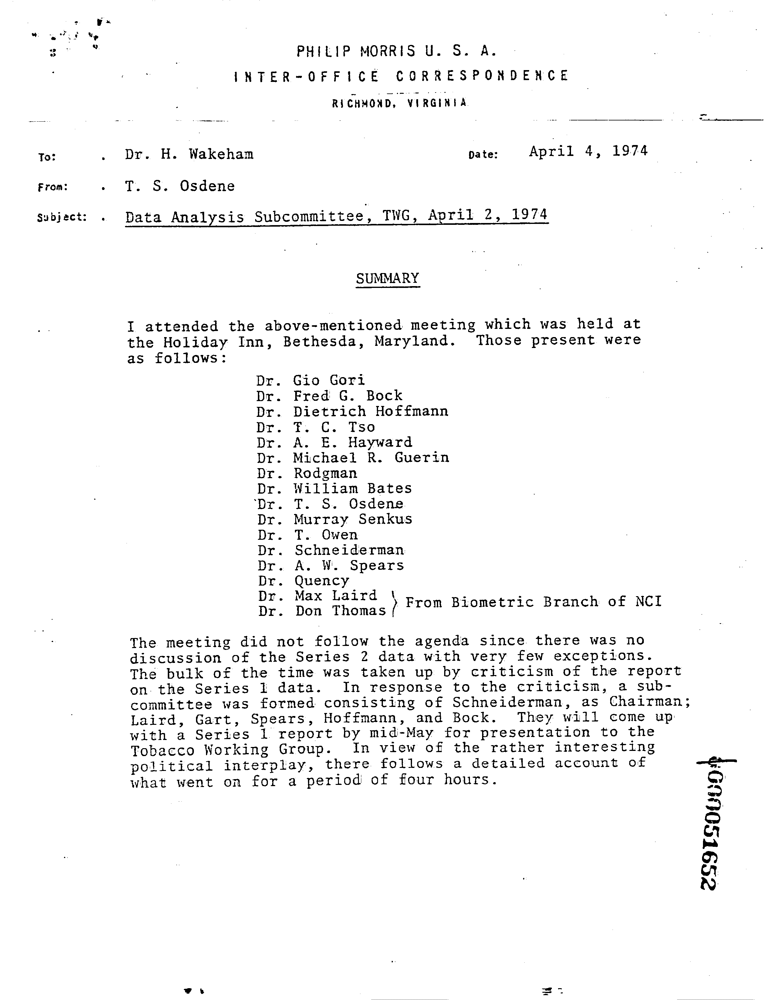 PHILIP MORRIS U. S. A.
INTER-OFFICE CORRESPONDENCE
RICHMOND, VIRGINIA
To: . Dr. H. Wakeham Date: April 4, 1974
From: . T. S. Osdene
Subject: . Data Analysis Subcommittee, TWG, April 2, 1974
SUMMARY
I attended the above-mentioned meeting which was held at
the Holiday Inn, Bethesda, Maryland. Those present were
as follows:
Dr. Gio Gori
Dr. Fred G. Bock
Dr. Dietrich Hoffmann
Dr. T. C. Tso
Dr. A. E. Hayward
Dr. Michael R. Guerin
Dr. Rodgman
Dr. William Bates
Dr. T. S. Osdene
Dr. Murray Senkus
Dr. T. Owen
Dr. Schneiderman
Dr. A. W. Spears
Dr. Quency
Dr. Max Laird
Dr. Don Thomas } From Biometric Branch of NCI
The meeting did not follow the agenda since there was no
discussion of the Series 2 data with very few exceptions.
The bulk of the time was taken up by criticism of the report
on the Series 1 data. In response to the criticism, a sub-
committee was formed consisting of Schneiderman, as Chairman;
Laird, Gart, Spears, Hoffmann, and Bock. They will come up
with a Series 1 report by mid-May for presentation to the
Tobacco Working Group. In view of the rather interesting
political interplay, there follows a detailed account of
what went on for a period of four hours.